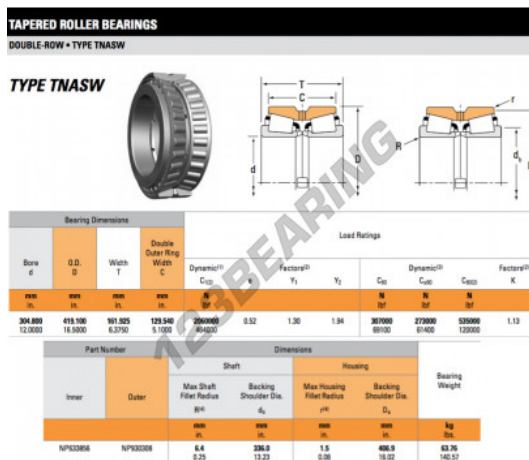 TAPERED ROLLER BEARINGS
DOUBLE-ROW • TYPE TNASW
TYPE TNASW
T
C
r
R
d
D
d_b
123BEARING
Bearing Dimensions
Load Ratings
Bore d
O.D. D
Width T
Double Outer Ring Width C
Dynamic(1) C1(2)
e
Factors(2) Y1
Y2
C90
Dynamic(3) Ca90
C90(2)
Factors(2) K
mm mm mm mm N N N N
in. in. in. in. lbf lbf lbf lbf
304.800 419.100 161.925 129.540 2060000 0.52 1.30 1.94 307000 273000 535000 1.13
12.0000 16.5000 6.3750 5.1000 464000 69100 61400 120000
Part Number
Dimensions
Bearing Weight
Shaft
Housing
Inner
Outer
Max Shaft Fillet Radius R(4)
Backing Shoulder Dia.
Max Housing Fillet Radius r(4)
Backing Shoulder Dia.
mm mm mm mm kg
in. in. in. in. lbs.
NP633856 NP930308 6.4 336.0 1.5 406.9 63.76
0.25 13.23 0.06 16.02 140.57